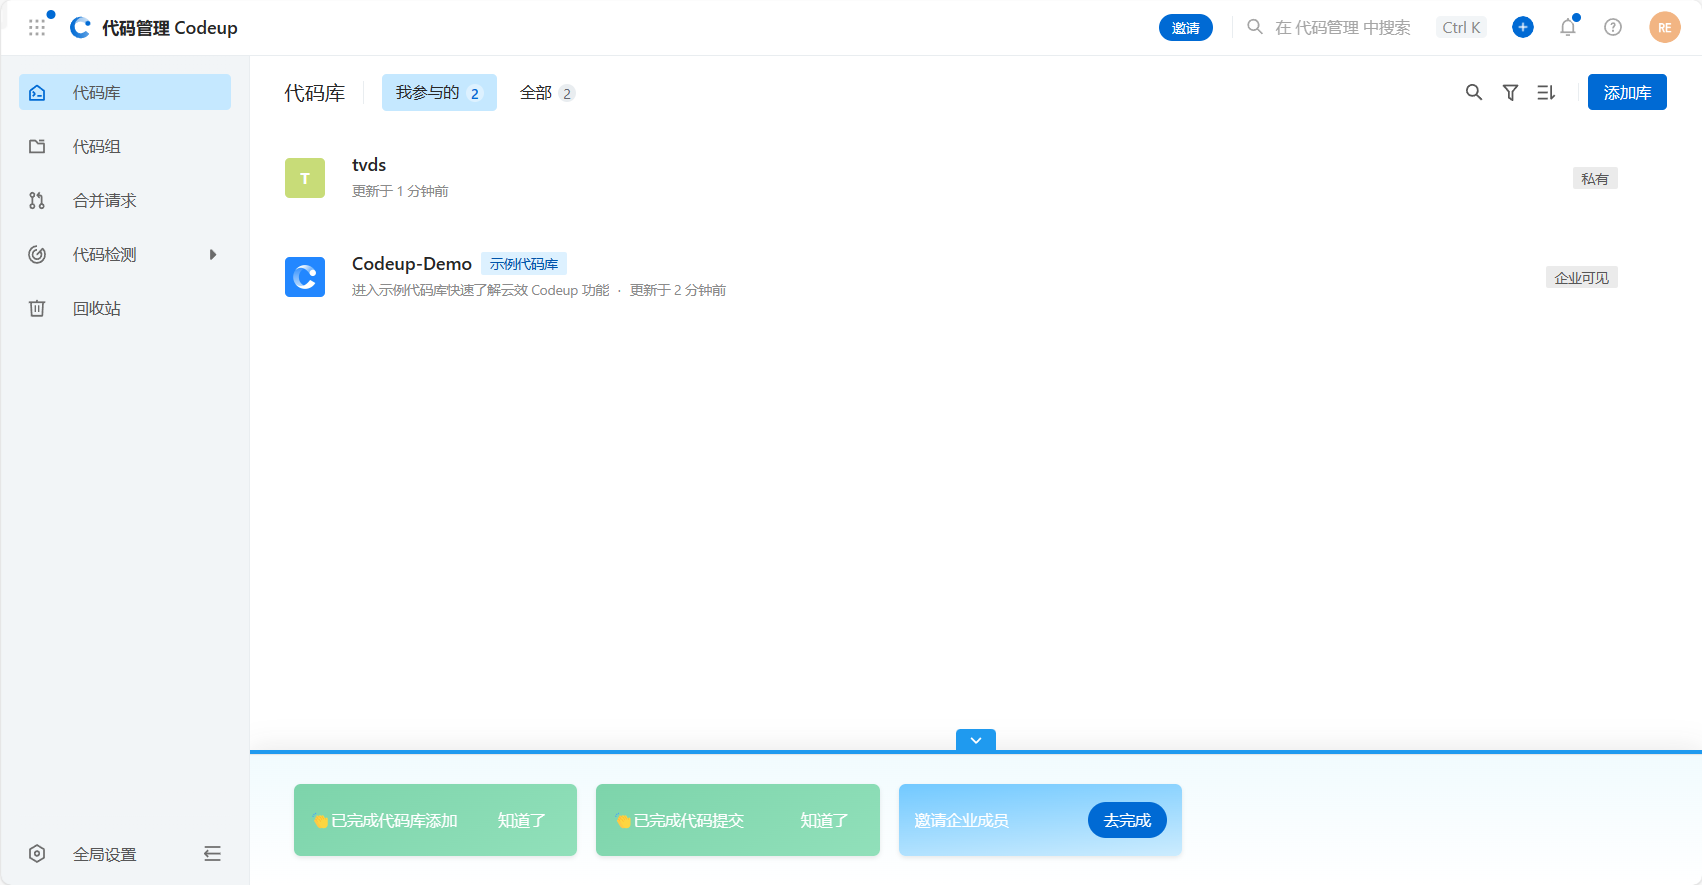 代码管理 Codeup
邀请
在 代码管理 中搜索
Ctrl K
RE
代码库
代码组
合并请求
代码检测
回收站
全局设置
代码库
我参与的 2
全部 2
添加库
T
tvds
更新于 1 分钟前
私有
Codeup-Demo 示例代码库
进入示例代码库快速了解云效 Codeup 功能 · 更新于 2 分钟前
企业可见
👏已完成代码库添加 知道了
👏已完成代码提交 知道了
邀请企业成员 去完成